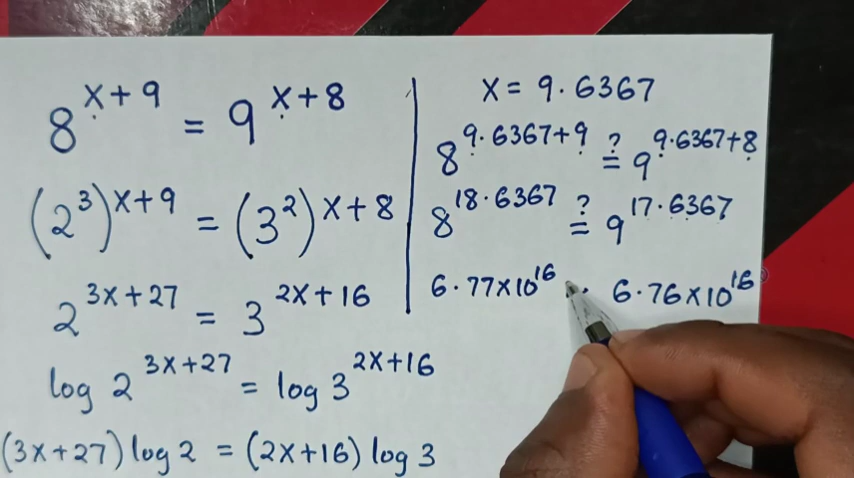 8^{x+9} = 9^{x+8}
(2^3)^{x+9} = (3^2)^{x+8}
2^{3x+27} = 3^{2x+16}
log 2^{3x+27} = log 3^{2x+16}
(3x+27) log 2 = (2x+16) log 3
x = 9.6367
8^{9.6367+9} ≟ 9^{9.6367+8}
8^{18.6367} ≟ 9^{17.6367}
6.77×10^{16} 6.76×10^{16}